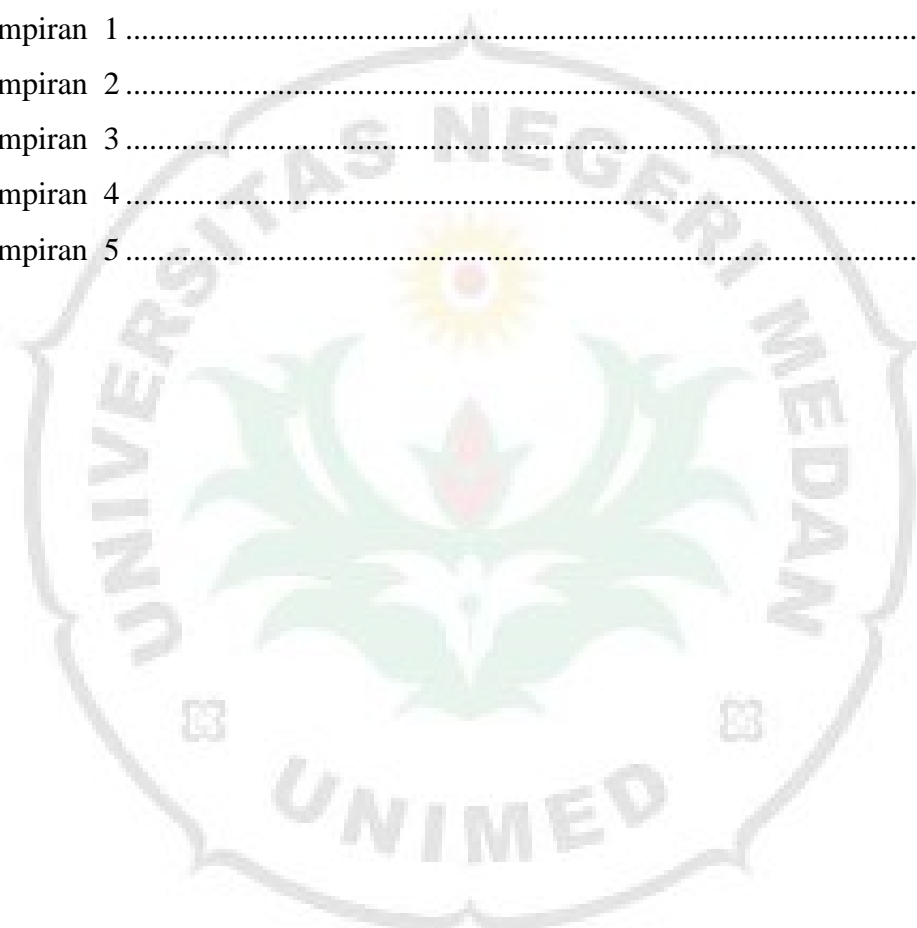 mpiran 1 ................................................................................................
mpiran 2 ................................................................................................
mpiran 3 ................................................................................................
mpiran 4 ................................................................................................
mpiran 5 ................................................................................................
UNIVERSITAS NEGERI MEDAN
UNIMED